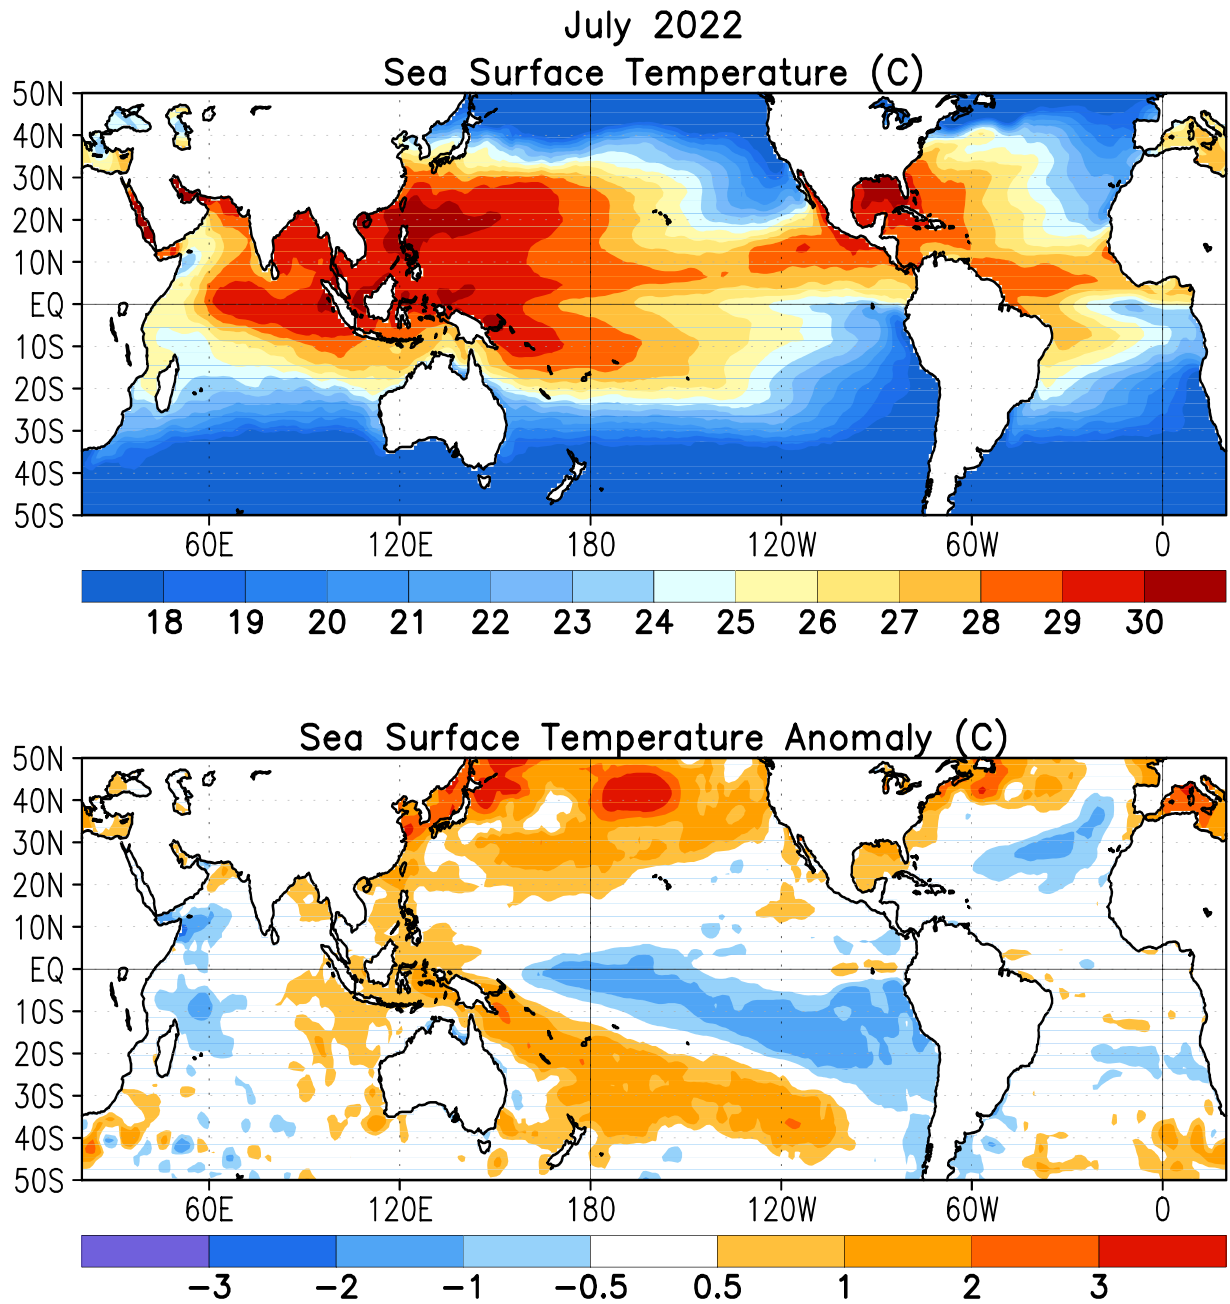 July 2022
Sea Surface Temperature (C)
50N
40N
30N
20N
10N
EQ
10S
20S
30S
40S
50S
60E 120E 180 120W 60W 0
18 19 20 21 22 23 24 25 26 27 28 29 30
Sea Surface Temperature Anomaly (C)
50N
40N
30N
20N
10N
EQ
10S
20S
30S
40S
50S
60E 120E 180 120W 60W 0
−3 −2 −1 −0.5 0.5 1 2 3